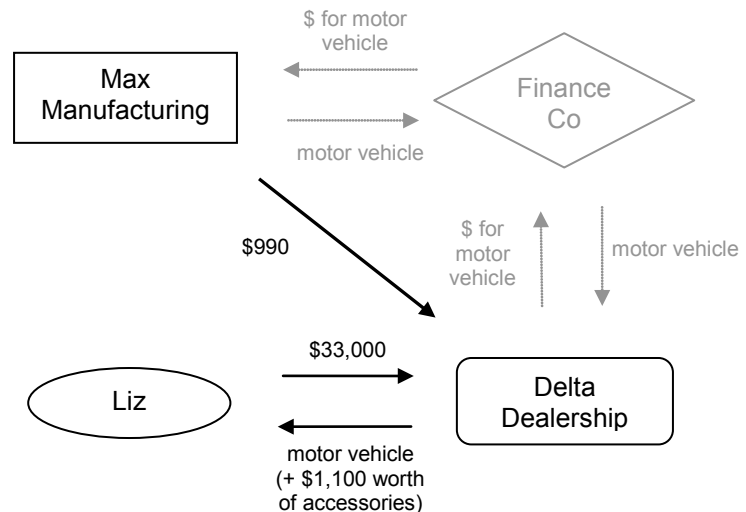 $ for motor
vehicle
Max
Manufacturing
Finance
Co
motor vehicle
$990
$ for
motor
vehicle
motor vehicle
$33,000
Liz
Delta
Dealership
motor vehicle
(+ $1,100 worth
of accessories)